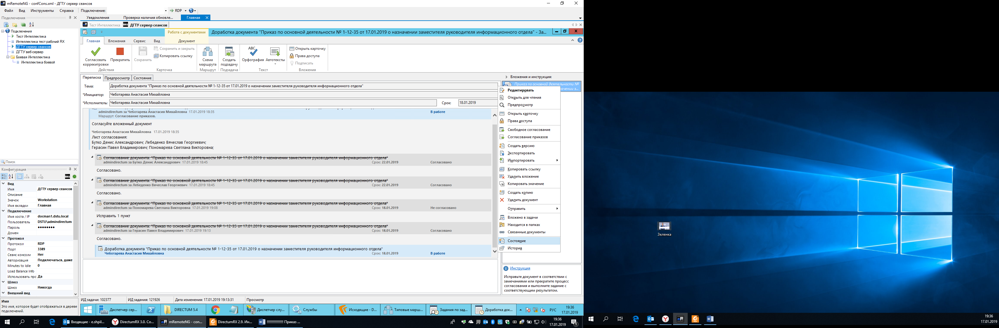 mRemoteNG - confCons.xml - ДГТУ сервер сеансов
Файл Вид Инструменты Справка Подключение: RDP
Подключения
Уведомления Проверка наличия обновле... Главная
Тест Интеллектика ДГТУ сервер сеансов
Подключения
Тест Интеллектика
Интеллектика тест рабочий RX
ДГТУ сервер сеансов
ДГТУ веб-сервер
Боевая Интеллектика
Интеллектика боевой
Поиск
Конфигурация
Вид
Имя ДГТУ сервер сеансов
Описание
Значок Workstation
Имя вкладки Главная
Подключение
Имя хоста / IP docman1.dstu.local
Пользователь DSTU\admindirectum
Пароль ●●●●●●●●
Домен
Протокол
Протокол RDP
Порт 3389
Сеанс консоли Нет
Авторизация Подключаться, даже
Minutes to Idle 0
Load Balance Info
Использовать прс Да
Шлюз
Шлюз Никогда
Внешний вид
Имя
Это имя, которое будет отображаться в дереве
подключений.
Работа с документами
Доработка документа "Приказ по основной деятельности № 1-12-35 от 17.01.2019 о назначении заместителя руководителя информационного отдела" - За...
Главная Вложения Сервис Вид Документ
Согласовать
корректировки
Прекратить
Действия
Сохранить
Сохранить и закрыть
Копировать ссылку
Карточка
Схема
маршрута
Маршрут
Создать
подзадачу
Подзадача
ABC
Орфография
Автотексты
Текст
Открыть карточку
Права доступа
Подписать
Вложения
Переписка Предпросмотр Состояние
Тема: Доработка документа "Приказ по основной деятельности № 1-12-35 от 17.01.2019 о назначении заместителя руководителя информационного отдела"
*Инициатор: Чеботарева Анастасия Михайловна
*Исполнитель: Чеботарева Анастасия Михайловна Срок: 18.01.2019
admindirectum за Чеботарева Анастасия Михайловна 17.01.2019 18:35 В работе
Маршрут: Согласование приказов.
Согласуйте вложенный документ
Чеботарева Анастасия Михайловна 17.01.2019 18:35
Лист согласования:
Бутко Денис Александрович; Лебеденко Вячеслав Георгиевич;
Герасин Павел Владимирович; Пономарева Светлана Викторовна;
Согласование документа: "Приказ по основной деятельности № 1-12-35 от 17.01.2019 о назначении заместителя руководителя информационного отдела"
admindirectum за Бутко Денис Александрович 17.01.2019 18:45 Срок: 22.01.2019 Согласовано
Согласовано.
Согласование документа: "Приказ по основной деятельности № 1-12-35 от 17.01.2019 о назначении заместителя руководителя информационного отдела"
admindirectum за Лебеденко Вячеслав Георгиевич 17.01.2019 18:45 Срок: 22.01.2019 Согласовано
Согласовано.
Согласование документа: "Приказ по основной деятельности № 1-12-35 от 17.01.2019 о назначении заместителя руководителя информационного отдела"
admindirectum за Пономарева Светлана Викторовна 17.01.2019 19:08 Срок: 18.01.2019 Не согласовано
Исправить 1 пункт
Согласование документа: "Приказ по основной деятельности № 1-12-35 от 17.01.2019 о назначении заместителя руководителя информационного отдела"
admindirectum за Герасин Павел Владимирович 17.01.2019 19:13 Срок: 18.01.2019 Согласовано
Согласовано.
Доработка документа "Приказ по основной деятельности № 1-12-35 от 17.01.2019 о назначении заместителя руководителя информационного отдела"
Чеботарева Анастасия Михайловна Срок: 18.01.2019 В работе
Вложения и инструкция:
Приказ по основной деятельности №
Редактировать
Открыть для чтения
Предпросмотр
Открыть карточку
Права доступа
Свободное согласование
Согласование приказов
Создать версию
Экспортировать
Импортировать
Копировать ссылку
Удалить вложение
Копировать значение
Создать копию
Удалить документ
Отправить
Вложено в задачи
Находится в папках
Связанные документы
Состояние
История
Инструкция
Исправьте документ в соответствии с
замечаниями или прекратите процесс
согласования и выполните задание с
соответствующим результатом.
ИД задачи: 102377 ИД задания: 121926 Дата изменения: 17.01.2019 19:13:31 Просмотр
Диспетчер сер... DIRECTUM 5.4 Диспетчер слу... Службы Исходящие - D... Типовые марш... Задания по зад... Доработка док... РУС 19:36
17.01.2019
Входящие - e.shpil... DirectumRX 3.0. Со... mRemoteNG - con... DirectumRX 2.9. Ин... !!!!!!!!!!!!!!!!! Приказ ... 19:36
17.01.2019
Зеленка
19:36
17.01.2019